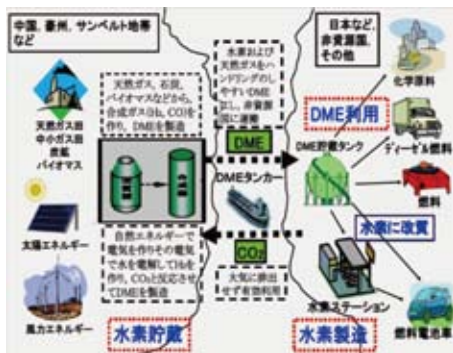 中国、豪州、サンベルト地帯
など
天然ガス田
中小ガス田
炭鉱
バイオマス
太陽エネルギー
風力エネルギー
天然ガス、石炭、
バイオマスなどから、
合成ガス(H₂, CO)を
作り、DMEを製造
自然エネルギーで
電気を作りその電気
で水を電解してH₂を
作り、CO₂と反応させ
てDMEを製造
水素貯蔵
水素および
天然ガスをハ
ンドリングのし
やすいDME
にし、非資源
国に運搬
DME
DMEタンカー
CO₂
大気に排出
せず有効利用
水素製造
日本など、
非資源国、
その他
DME利用
DME貯蔵タンク
化学原料
ディーゼル燃料
燃料
水素に改質
水素ステーション
燃料電池車